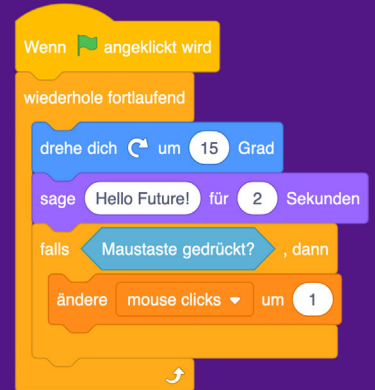 Wenn angeklickt wird
wiederhole fortlaufend
drehe dich um 15 Grad
sage Hello Future! für 2 Sekunden
falls Maustaste gedrückt? , dann
ändere mouse clicks um 1